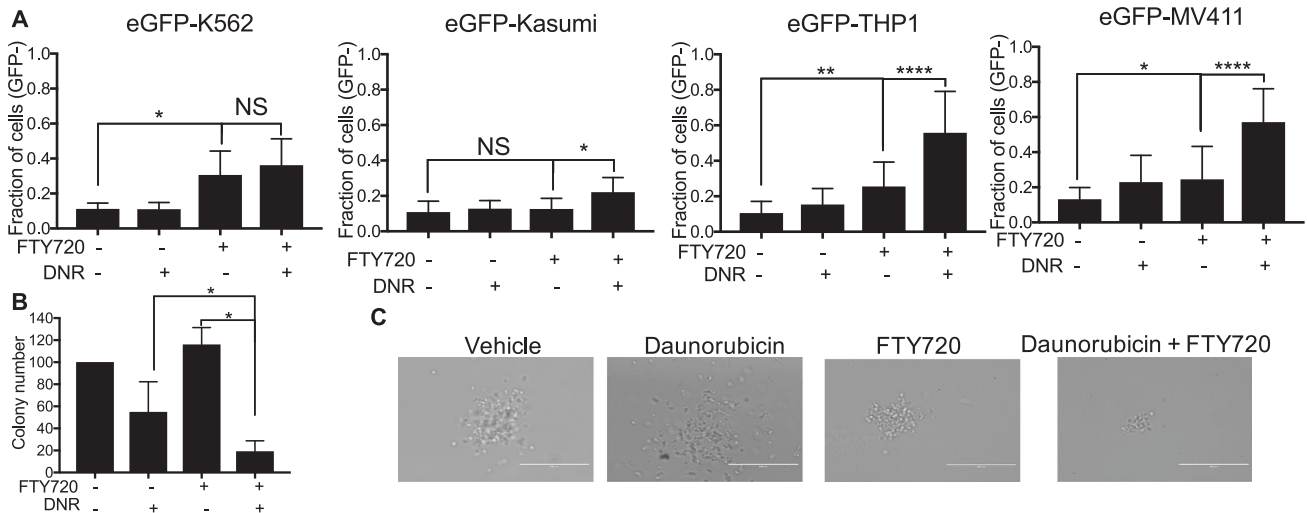 A
eGFP-K562
Fraction of cells (GFP-)
1.0
0.8
0.6
0.4
0.2
0
*
NS
FTY720 - - + +
DNR - + - +
eGFP-Kasumi
Fraction of cells (GFP-)
1.0
0.8
0.6
0.4
0.2
0
NS
*
FTY720 - - + +
DNR - + - +
eGFP-THP1
Fraction of cells (GFP-)
1.0
0.8
0.6
0.4
0.2
0
**
****
FTY720 - - + +
DNR - + - +
eGFP-MV411
Fraction of cells (GFP-)
1.0
0.8
0.6
0.4
0.2
0
*
****
FTY720 - - + +
DNR - + - +
B
Colony number
140
120
100
80
60
40
20
0
*
*
FTY720 - - + +
DNR - + - +
C
Vehicle
Daunorubicin
FTY720
Daunorubicin + FTY720